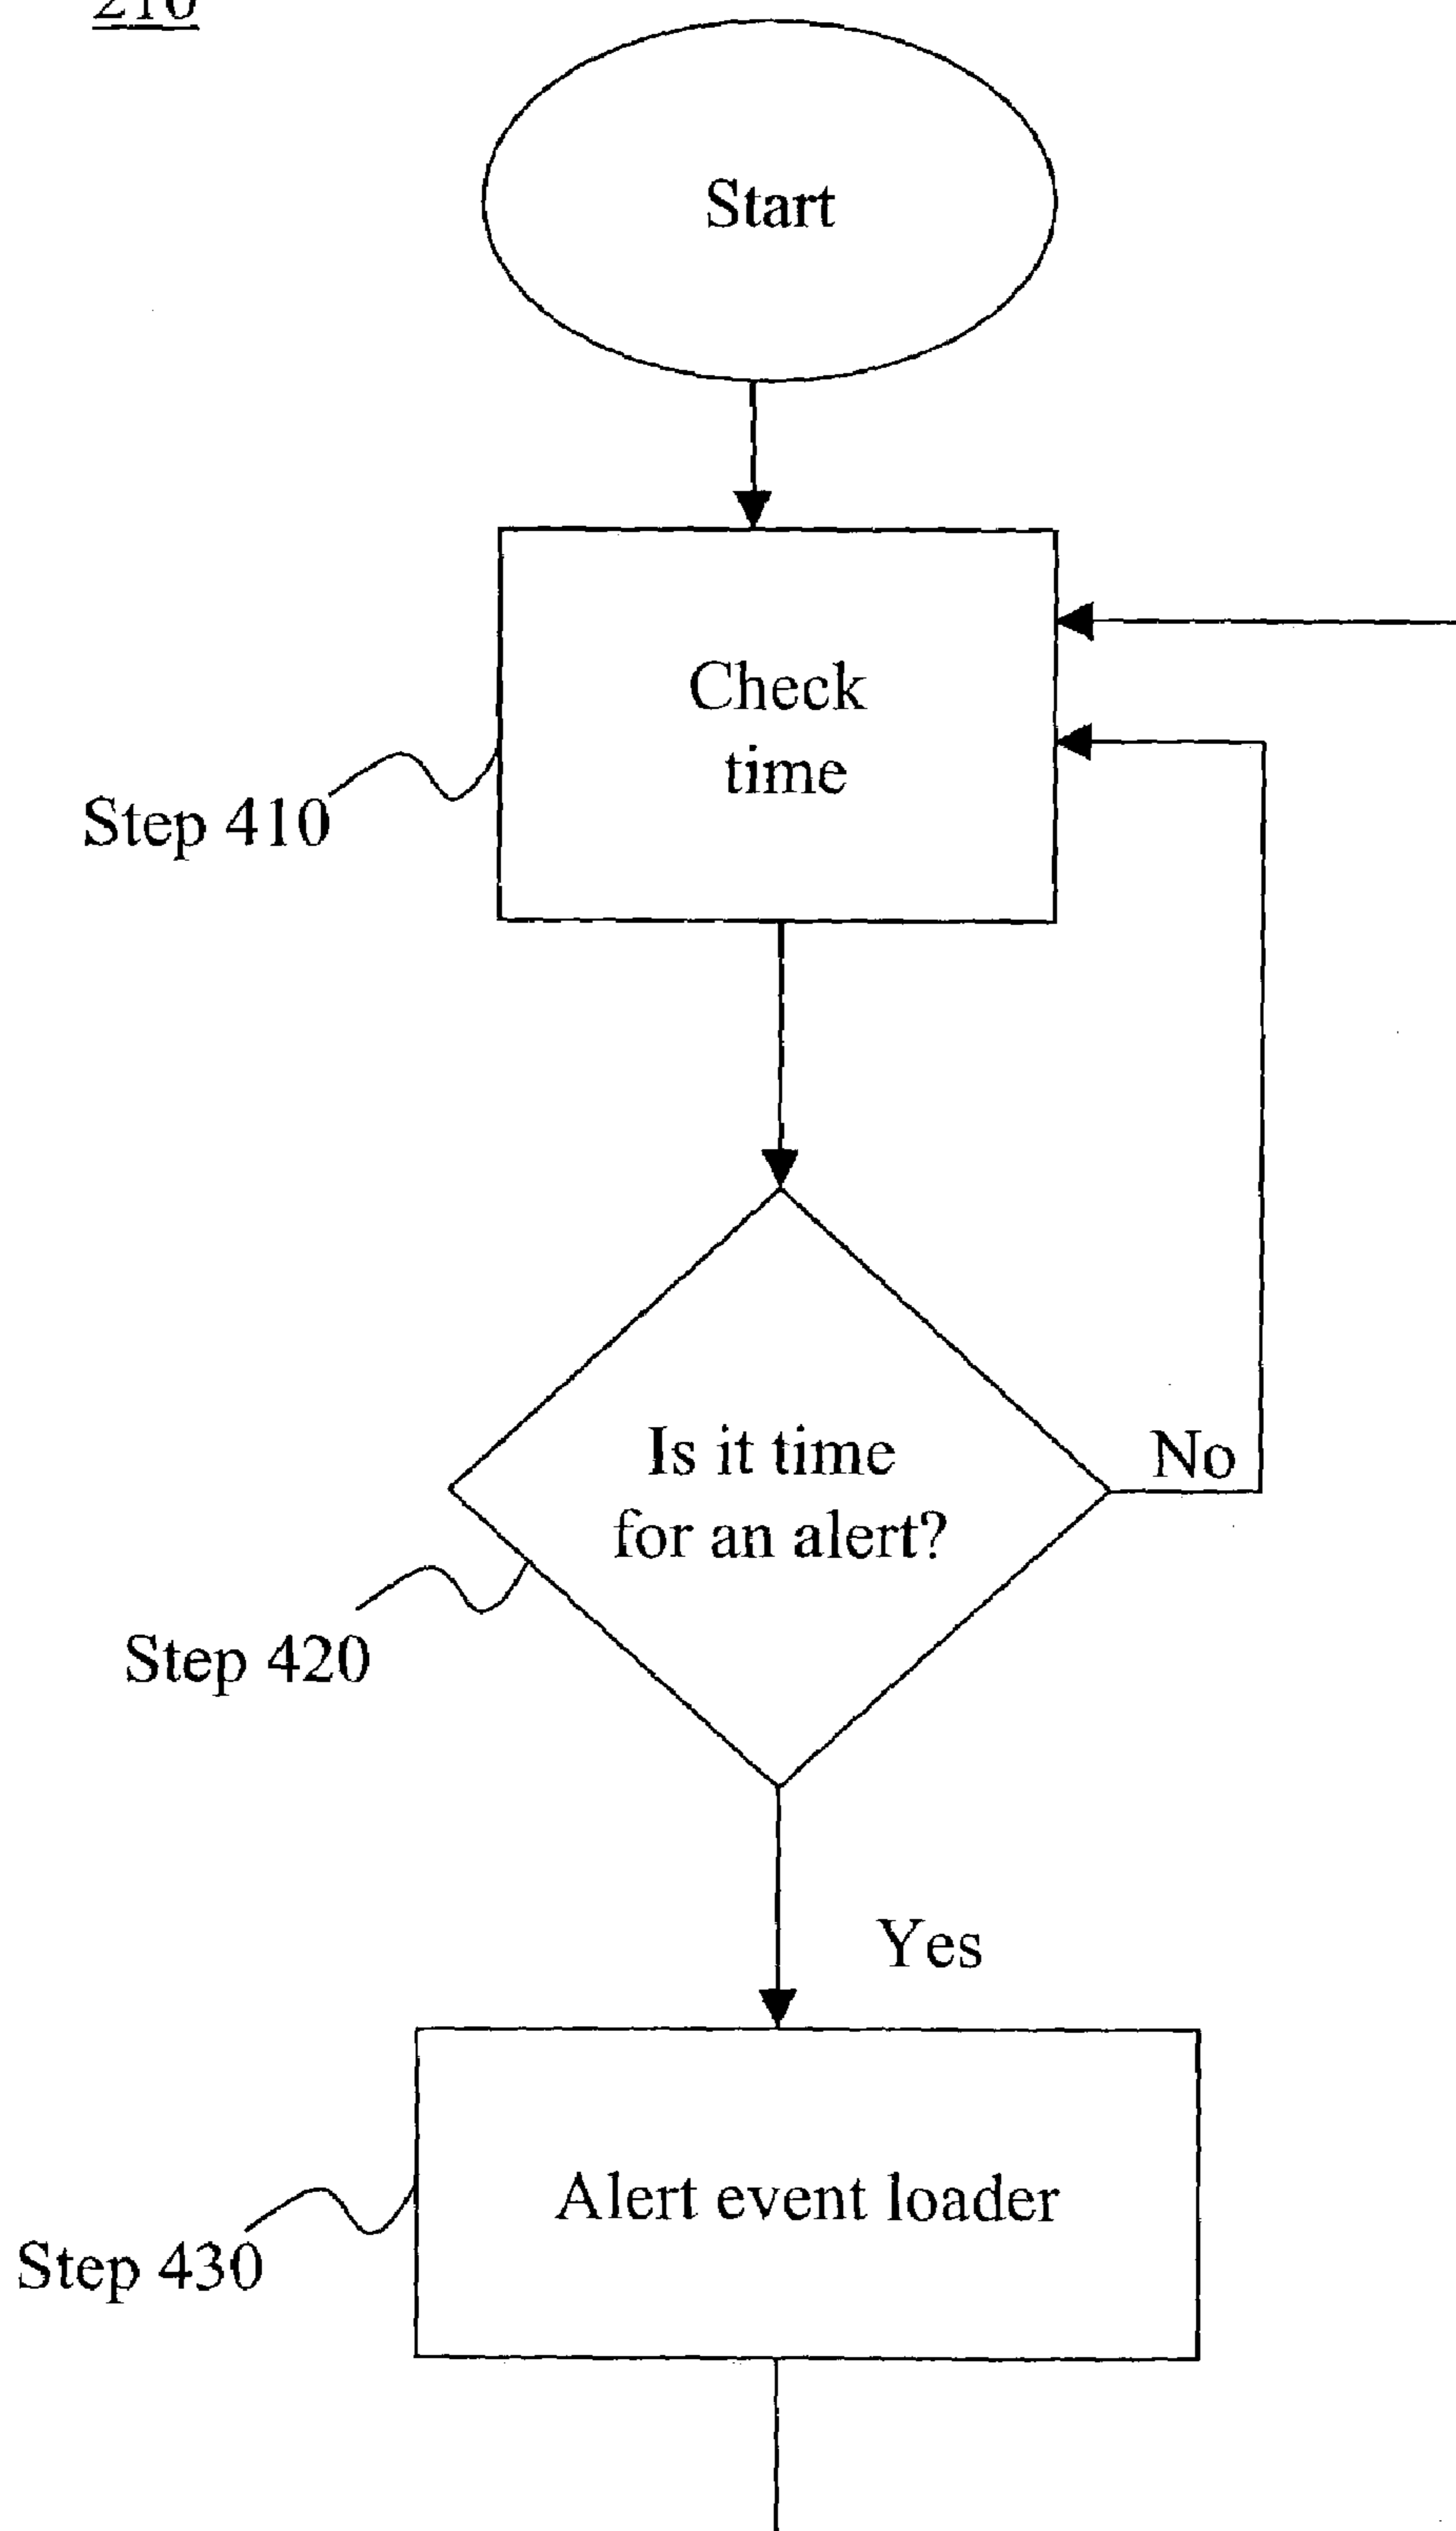 210
Start
Check
time
Step 410
Is it time
for an alert?
No
Step 420
Yes
Alert event loader
Step 430